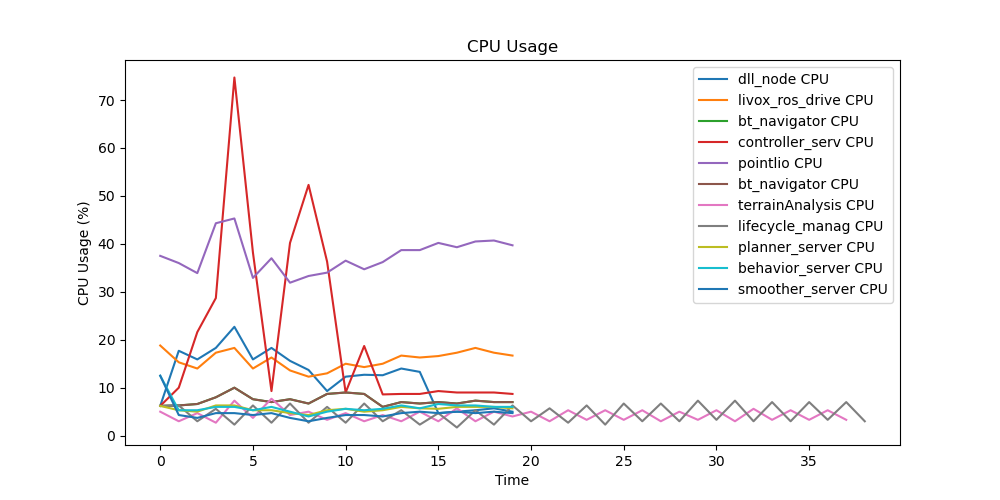 CPU Usage
dll_node CPU
livox_ros_drive CPU
bt_navigator CPU
controller_serv CPU
pointlio CPU
bt_navigator CPU
terrainAnalysis CPU
lifecycle_manag CPU
planner_server CPU
behavior_server CPU
smoother_server CPU
CPU Usage (%)
70
60
50
40
30
20
10
0
0 5 10 15 20 25 30 35
Time